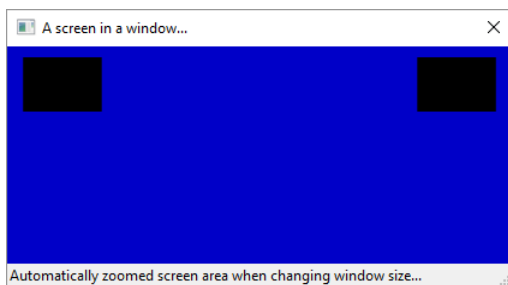 A screen in a window...
Automatically zoomed screen area when changing window size...